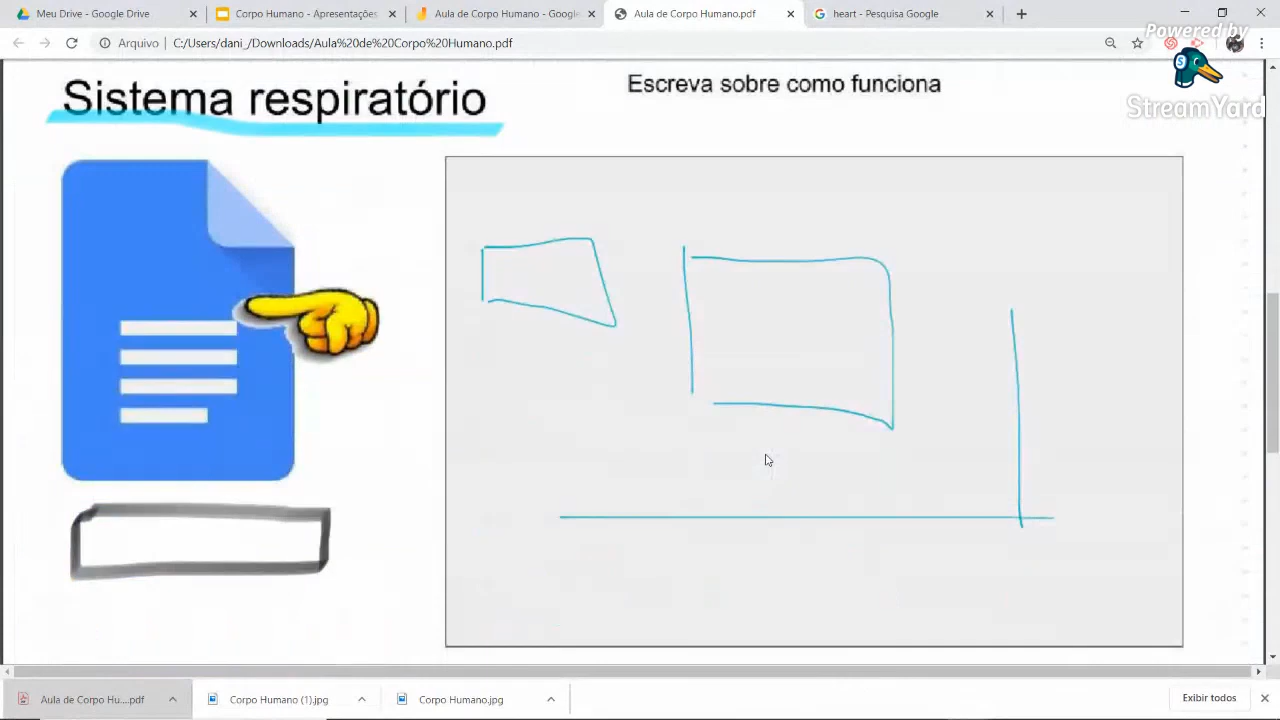 Meu Drive - Google Drive
Corpo Humano - Apresentações
Aula de Corpo Humano - Google
Aula de Corpo Humano.pdf
heart - Pesquisa Google
Arquivo
C:/Users/dani_/Downloads/Aula%20de%20Corpo%20Humano.pdf
Powered by
StreamYard
Sistema respiratório
Escreva sobre como funciona
Aula de Corpo Hu....pdf
Corpo Humano (1).jpg
Corpo Humano.jpg
Exibir todos